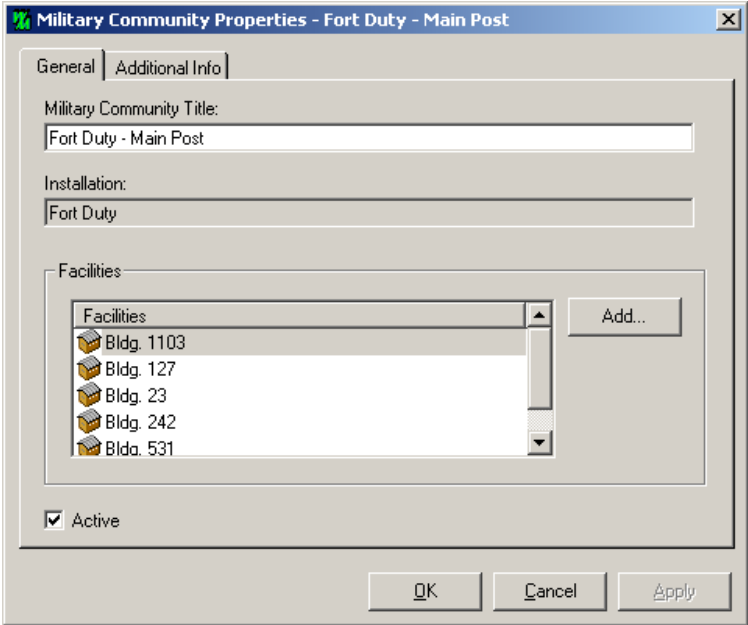 Military Community Properties - Fort Duty - Main Post
General Additional Info
Military Community Title:
Fort Duty - Main Post
Installation:
Fort Duty
Facilities
Facilities
Add...
Bldg. 1103
Bldg. 127
Bldg. 23
Bldg. 242
Bldg. 531
Active
OK Cancel Apply